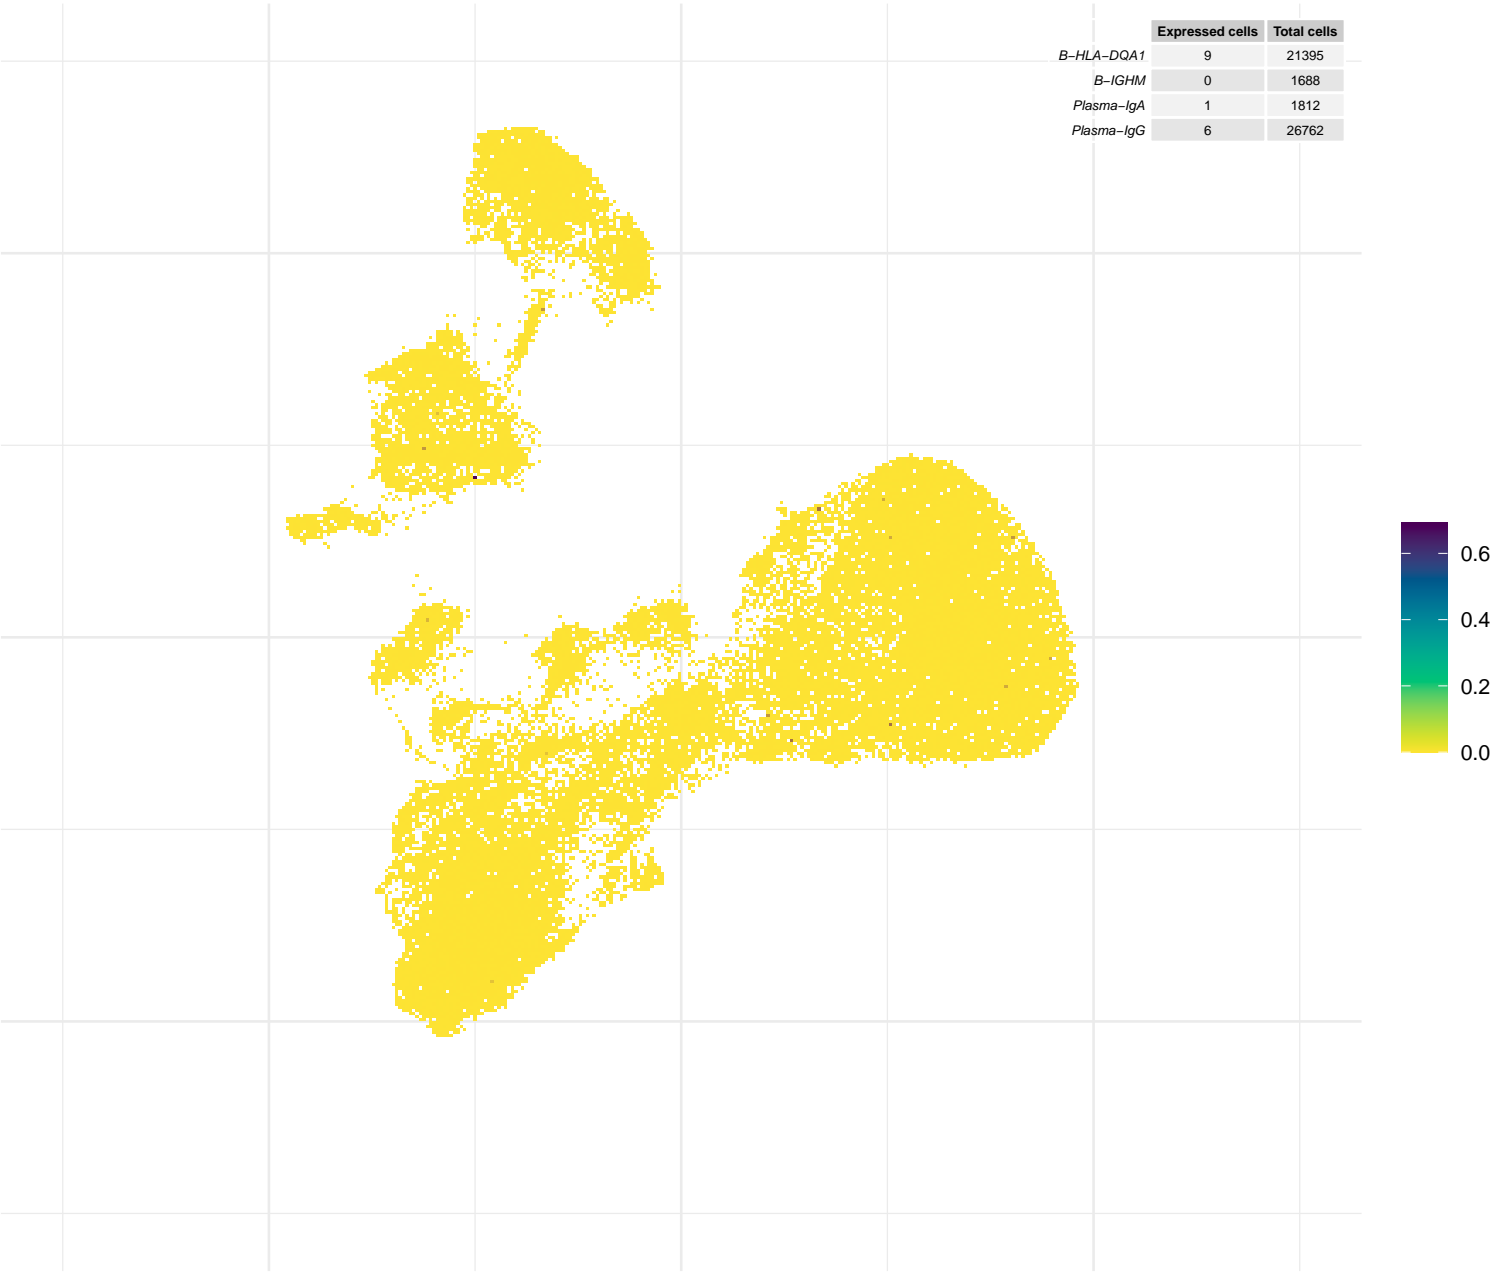 Expressed cells Total cells
B−HLA−DQA1 9 21395
B−IGHM 0 1688
Plasma−IgA 1 1812
Plasma−IgG 6 26762
0.6
0.4
0.2
0.0